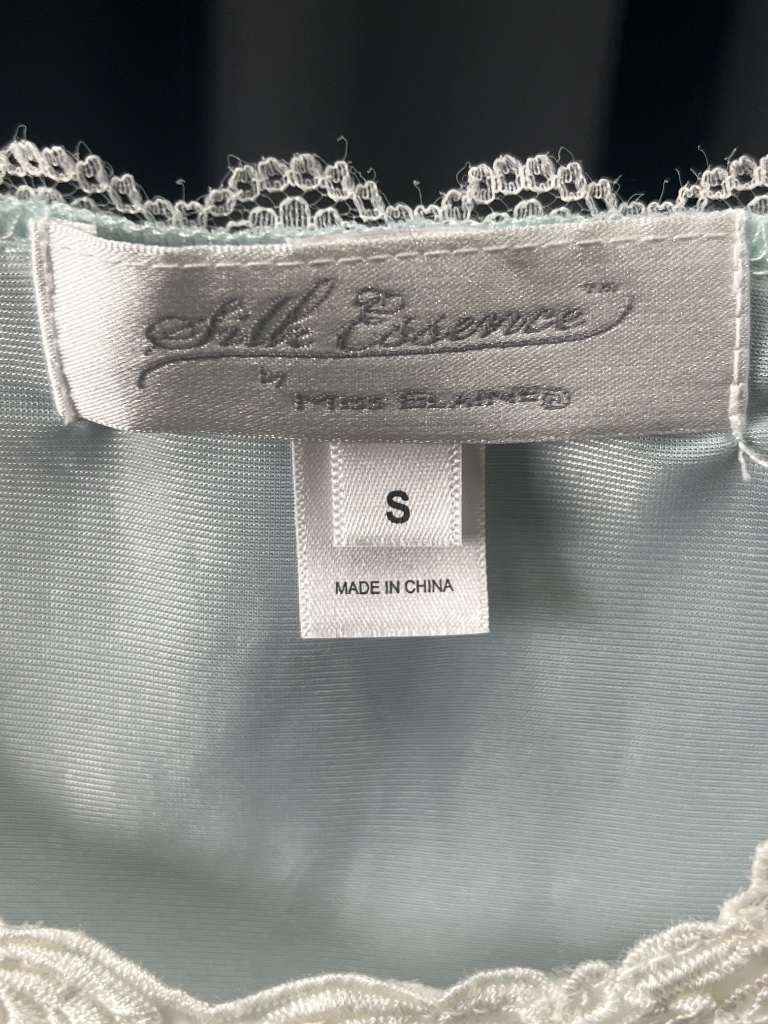 Silk Essence™
by
MISS ELAINE®
S
MADE IN CHINA